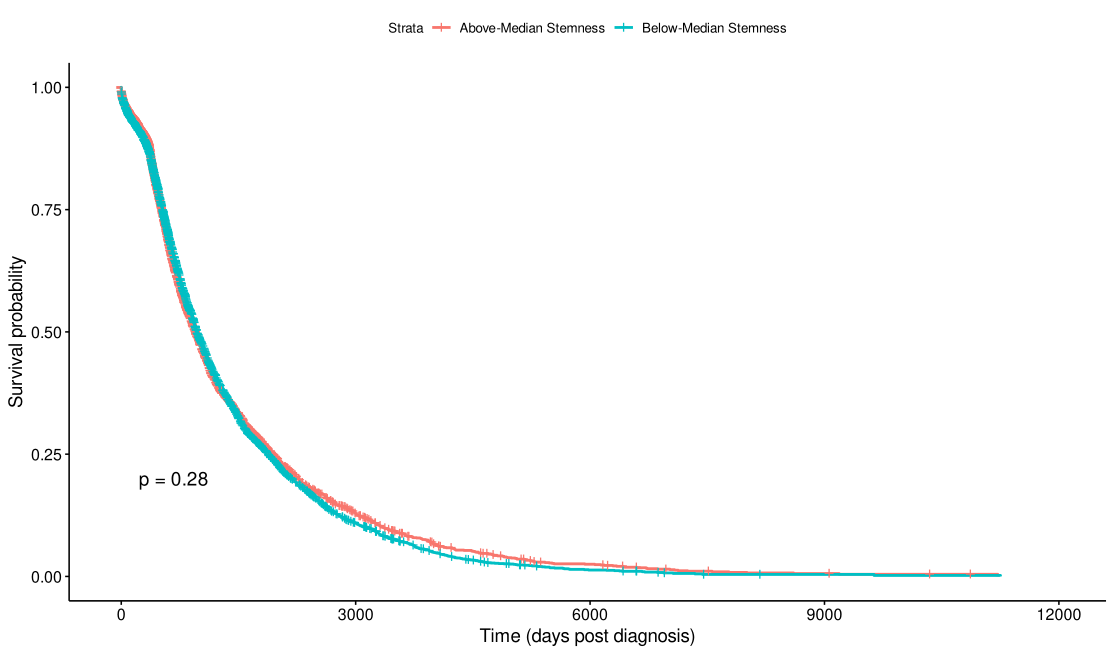 Strata Above-Median Stemness Below-Median Stemness
1.00
0.75
0.50
0.25
0.00
Survival probability
p = 0.28
0 3000 6000 9000 12000
Time (days post diagnosis)